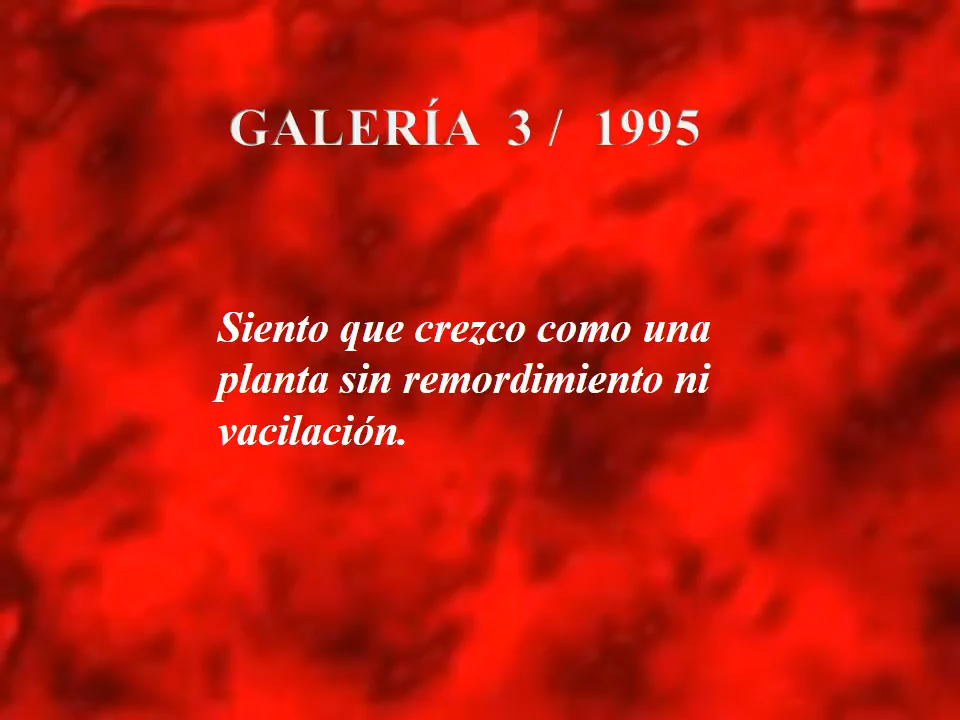 GALERÍA 3 / 1995
Siento que crezco como una
planta sin remordimiento ni
vacilación.